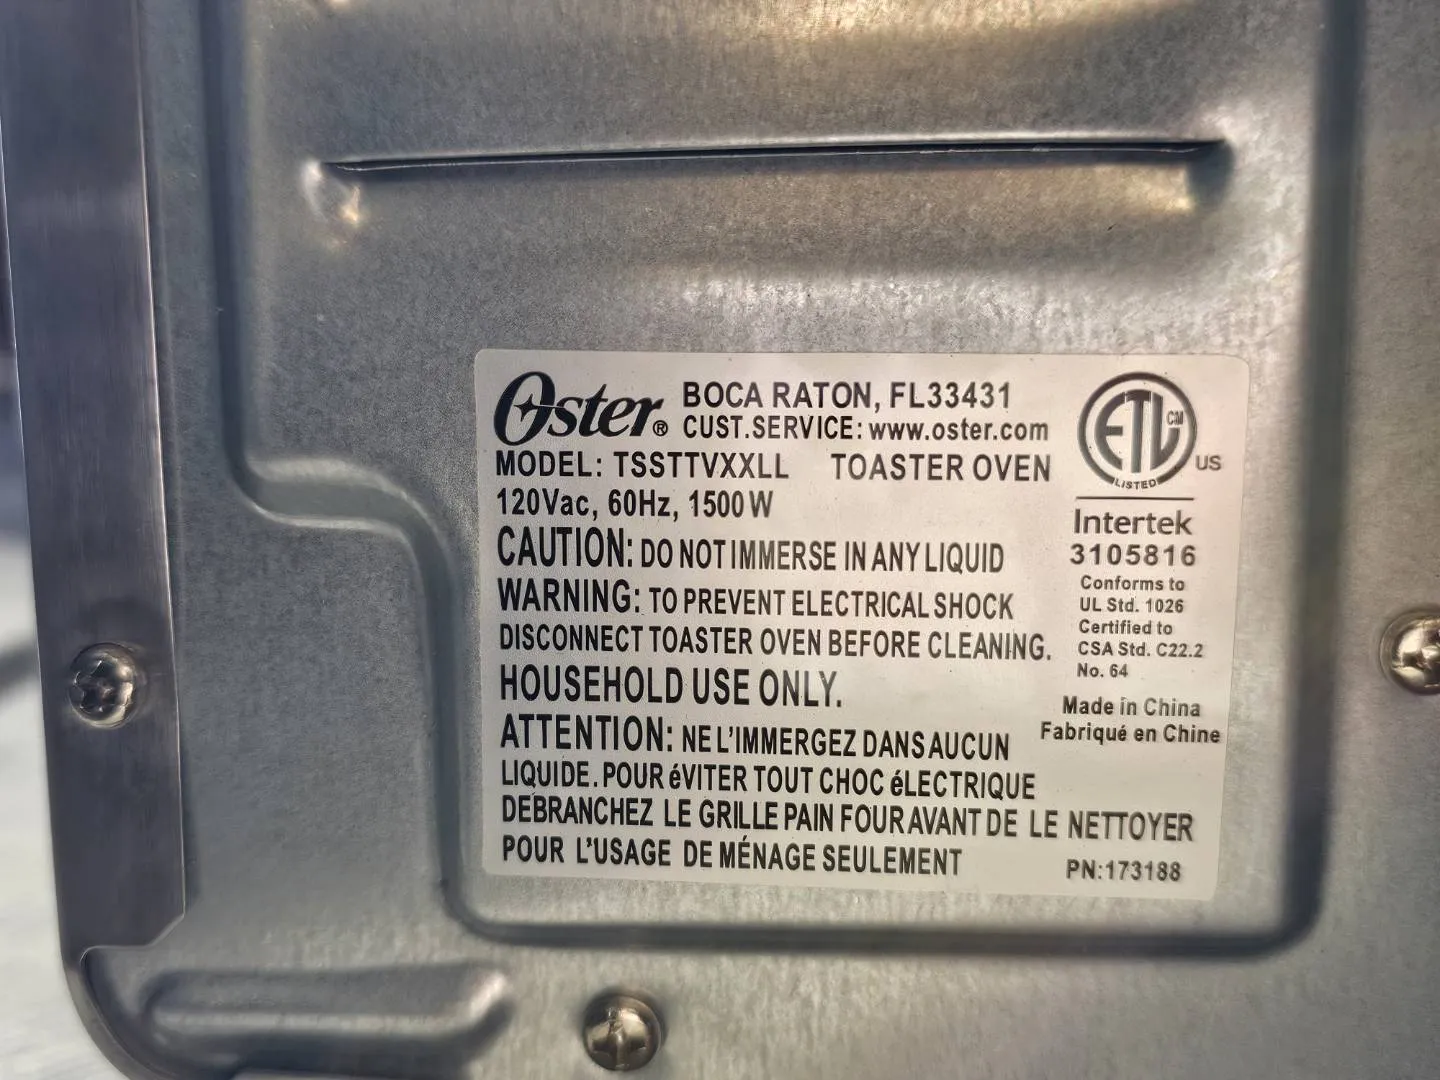 Oster®
BOCA RATON, FL33431
CUST.SERVICE: www.oster.com
MODEL: TSSTTVXXLL TOASTER OVEN
120Vac, 60Hz, 1500W
CAUTION: DO NOT IMMERSE IN ANY LIQUID
WARNING: TO PREVENT ELECTRICAL SHOCK
DISCONNECT TOASTER OVEN BEFORE CLEANING.
HOUSEHOLD USE ONLY.
ATTENTION: NE L'IMMERGEZ DANS AUCUN
LIQUIDE. POUR éVITER TOUT CHOC éLECTRIQUE
DEBRANCHEZ LE GRILLE PAIN FOUR AVANT DE LE NETTOYER
POUR L'USAGE DE MÉNAGE SEULEMENT
ETL CM
LISTED
US
Intertek
3105816
Conforms to
UL Std. 1026
Certified to
CSA Std. C22.2
No. 64
Made in China
Fabriqué en Chine
PN:173188